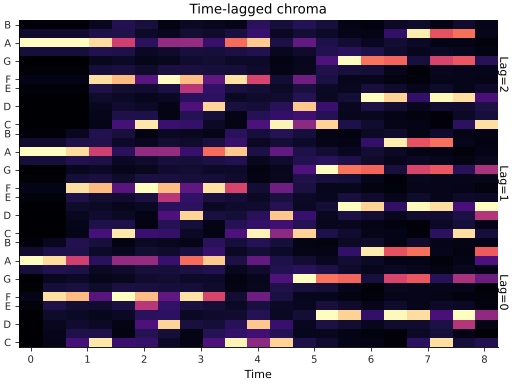 Time-lagged chroma
B
A
G
F
E
D
C
B
A
G
F
E
D
C
B
A
G
F
E
D
C
Lag=2
Lag=1
Lag=0
0 1 2 3 4 5 6 7 8
Time